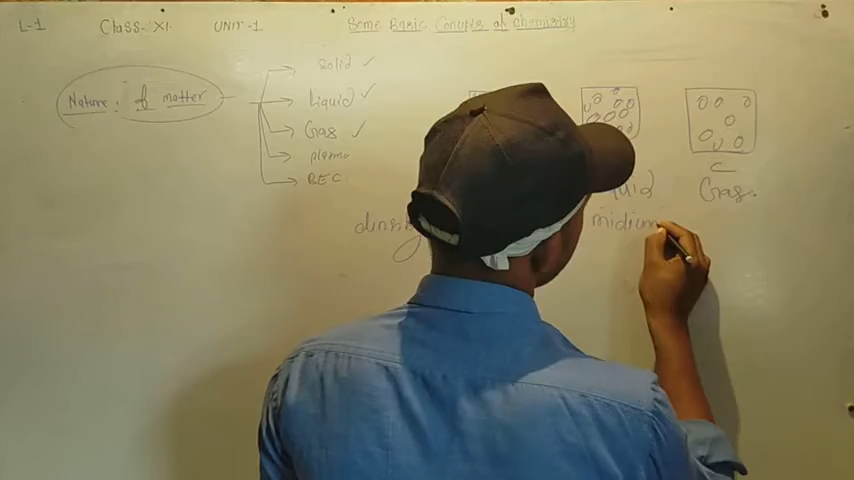 L-1 Class-XI. UNIT-1 Some Basic Concepts of Chemistry
Nature : of matter
Solid ✓
Liquid ✓
Gas ✓
plasma
BEC
Gas.
midium